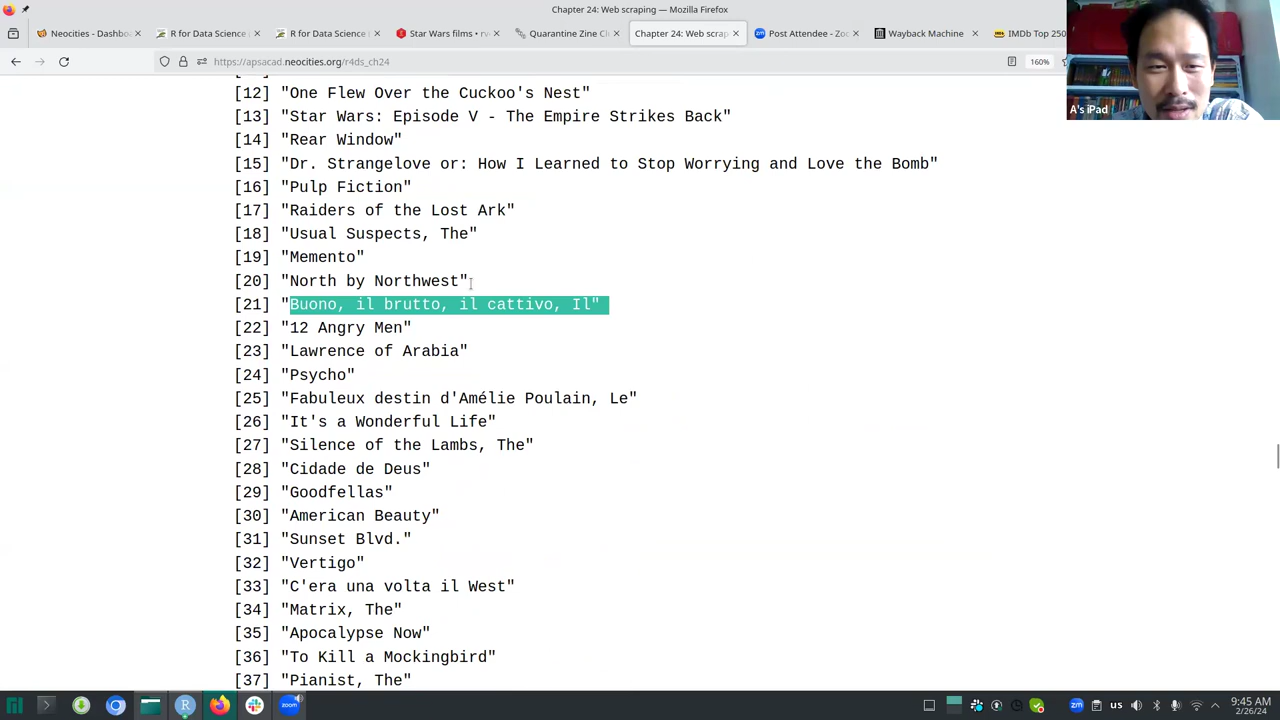 Chapter 24: Web scraping — Mozilla Firefox
Neocities - Dashbo
R for Data Science
R for Data Science
Star Wars films • rv
Quarantine Zine Cl
Chapter 24: Web scrap
Post Attendee - Zoo
Wayback Machine
IMDb Top 250
https://apsacad.neocities.org/r4ds_ch24
160%
A's iPad
[12] "One Flew Over the Cuckoo's Nest"
[13] "Star Wars: Episode V - The Empire Strikes Back"
[14] "Rear Window"
[15] "Dr. Strangelove or: How I Learned to Stop Worrying and Love the Bomb"
[16] "Pulp Fiction"
[17] "Raiders of the Lost Ark"
[18] "Usual Suspects, The"
[19] "Memento"
[20] "North by Northwest"
[21] "Buono, il brutto, il cattivo, Il"
[22] "12 Angry Men"
[23] "Lawrence of Arabia"
[24] "Psycho"
[25] "Fabuleux destin d'Amélie Poulain, Le"
[26] "It's a Wonderful Life"
[27] "Silence of the Lambs, The"
[28] "Cidade de Deus"
[29] "Goodfellas"
[30] "American Beauty"
[31] "Sunset Blvd."
[32] "Vertigo"
[33] "C'era una volta il West"
[34] "Matrix, The"
[35] "Apocalypse Now"
[36] "To Kill a Mockingbird"
[37] "Pianist, The"
zoom
zm
us
9:45 AM
2/26/24